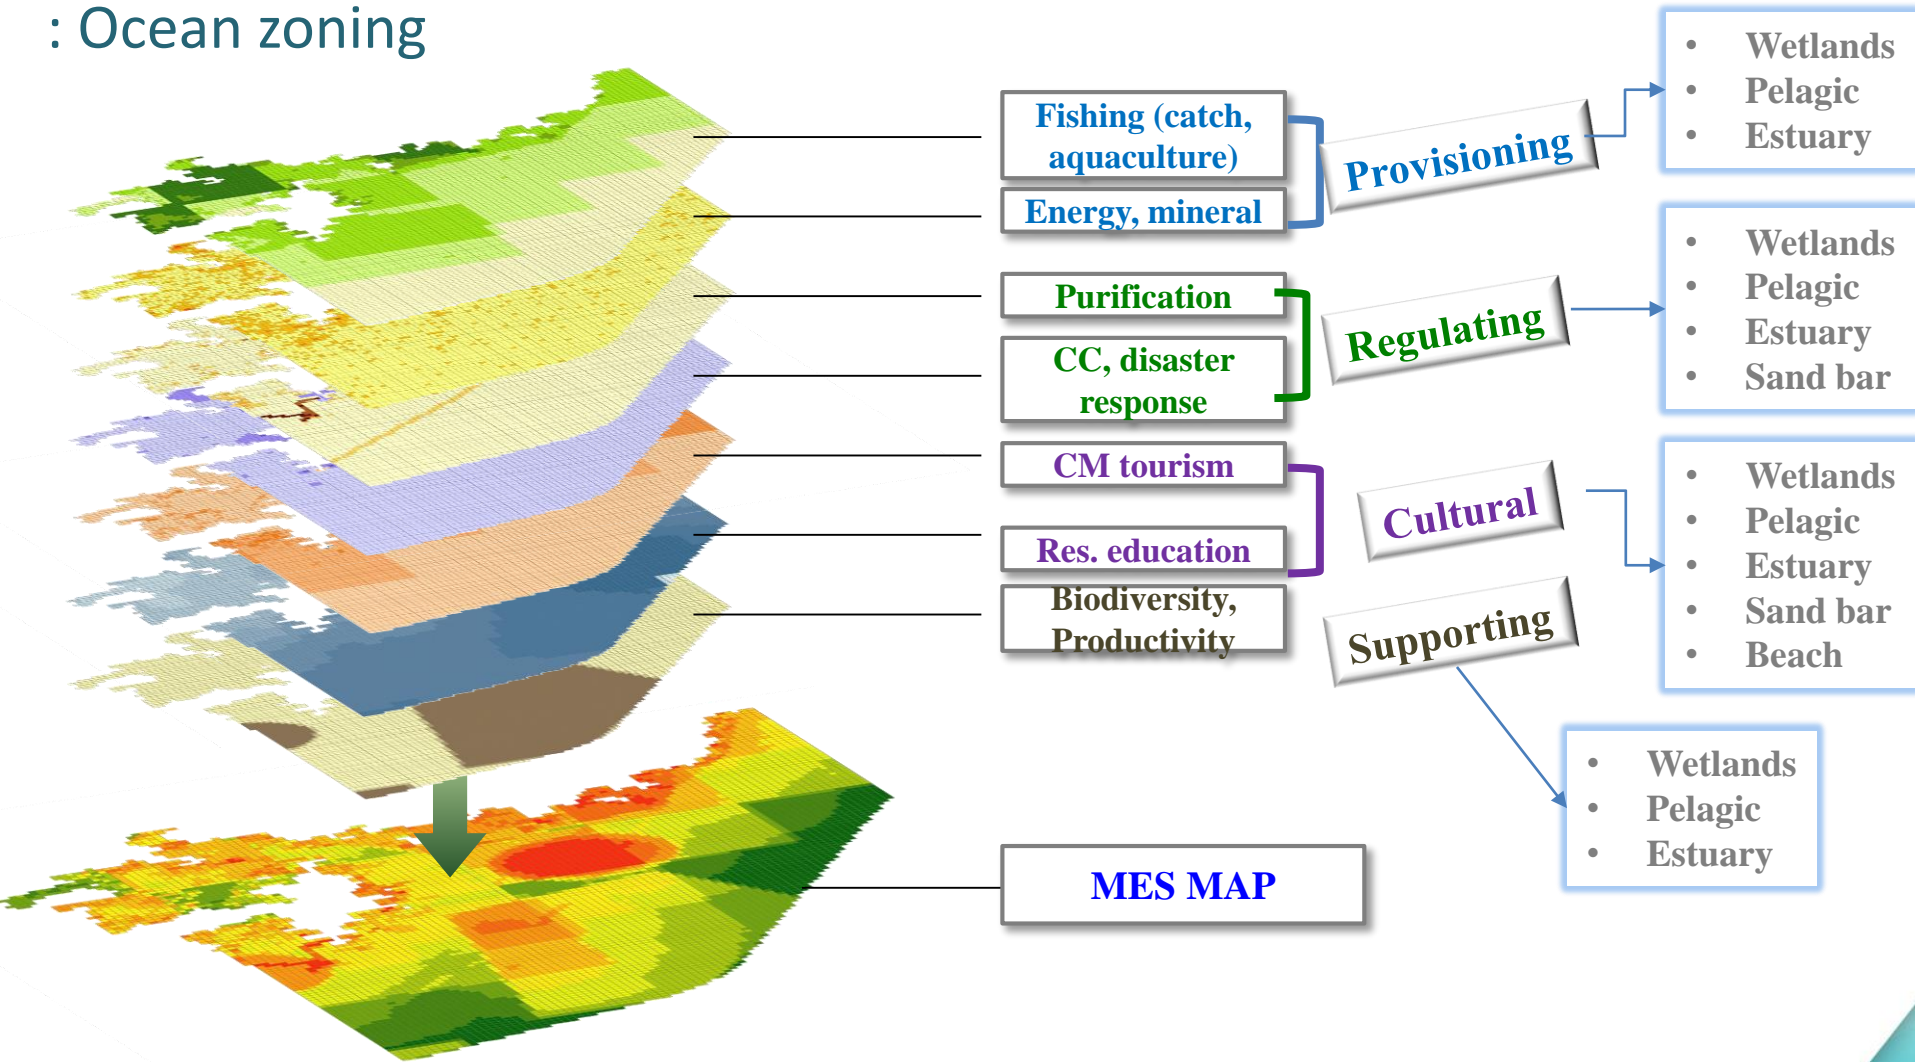 : Ocean zoning
Fishing (catch,
aquaculture)
Energy, mineral
Purification
CC, disaster
response
CM tourism
Res. education
Biodiversity,
Productivity
MES MAP
Provisioning
Regulating
Cultural
Supporting
• Wetlands
• Pelagic
• Estuary
• Wetlands
• Pelagic
• Estuary
• Sand bar
• Wetlands
• Pelagic
• Estuary
• Sand bar
• Beach
• Wetlands
• Pelagic
• Estuary